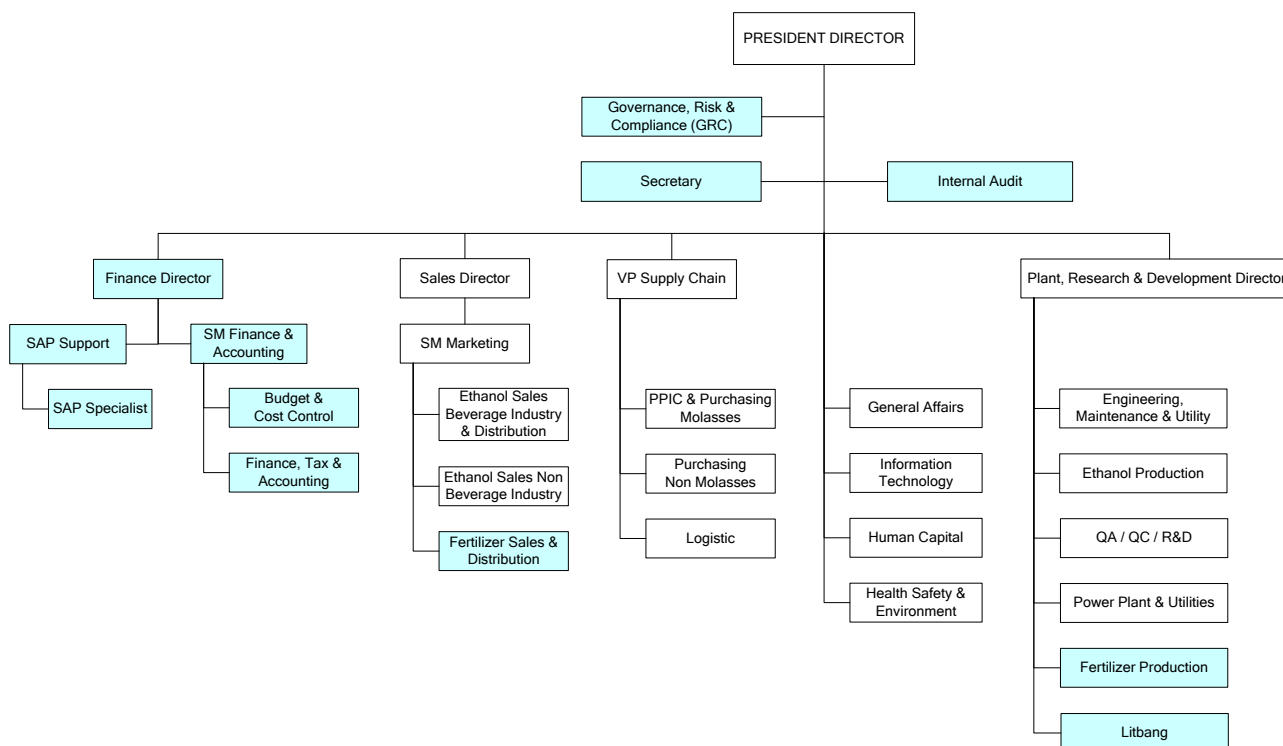 PRESIDENT DIRECTOR
Governance, Risk &
Compliance (GRC)
Secretary
Internal Audit
Finance Director
Sales Director
VP Supply Chain
Plant, Research & Development Director
SAP Support
SM Finance &
Accounting
SM Marketing
SAP Specialist
Budget &
Cost Control
Finance, Tax &
Accounting
Ethanol Sales
Beverage Industry
& Distribution
Ethanol Sales Non
Beverage Industry
Fertilizer Sales &
Distribution
PPIC & Purchasing
Molasses
Purchasing
Non Molasses
Logistic
General Affairs
Information
Technology
Human Capital
Health Safety &
Environment
Engineering,
Maintenance & Utility
Ethanol Production
QA / QC / R&D
Power Plant & Utilities
Fertilizer Production
Litbang